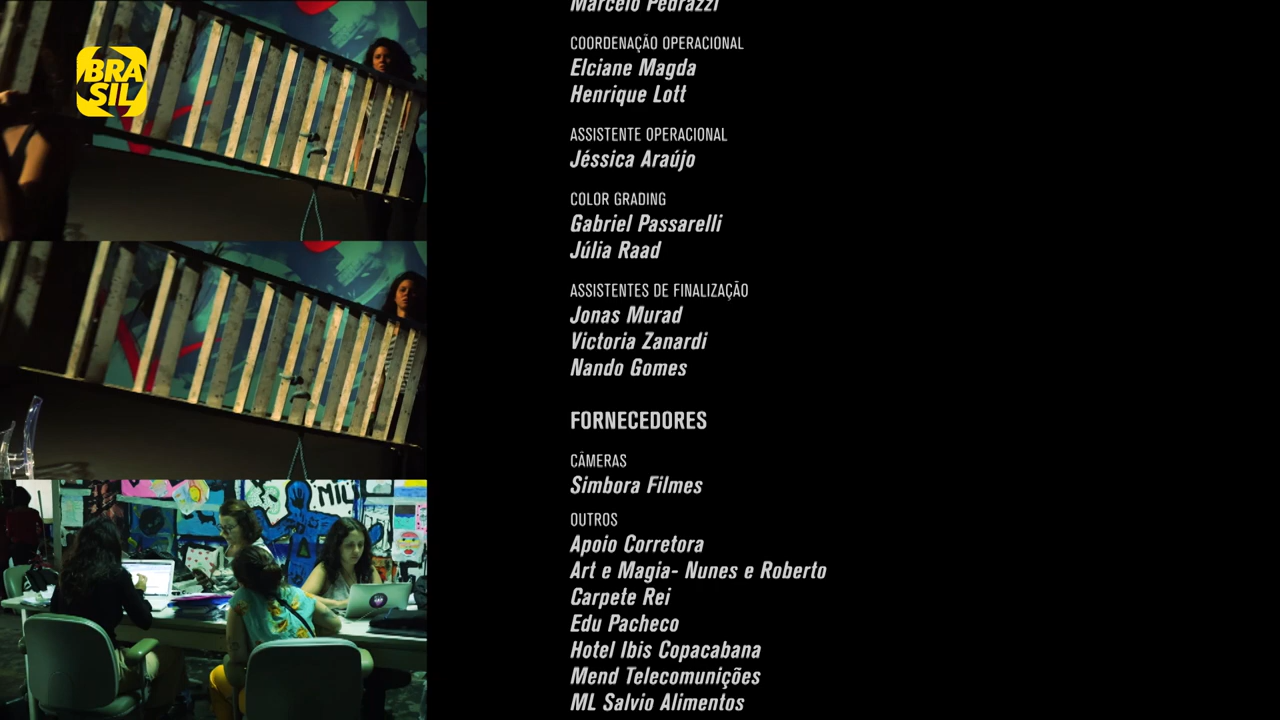 BRA
SIL
Marcelo Pedrazzi
COORDENAÇÃO OPERACIONAL
Elciane Magda
Henrique Lott
ASSISTENTE OPERACIONAL
Jéssica Araújo
COLOR GRADING
Gabriel Passarelli
Júlia Raad
ASSISTENTES DE FINALIZAÇÃO
Jonas Murad
Victoria Zanardi
Nando Gomes
FORNECEDORES
CÂMERAS
Simbora Filmes
OUTROS
Apoio Corretora
Art e Magia- Nunes e Roberto
Carpete Rei
Edu Pacheco
Hotel Ibis Copacabana
Mend Telecomunições
ML Salvio Alimentos